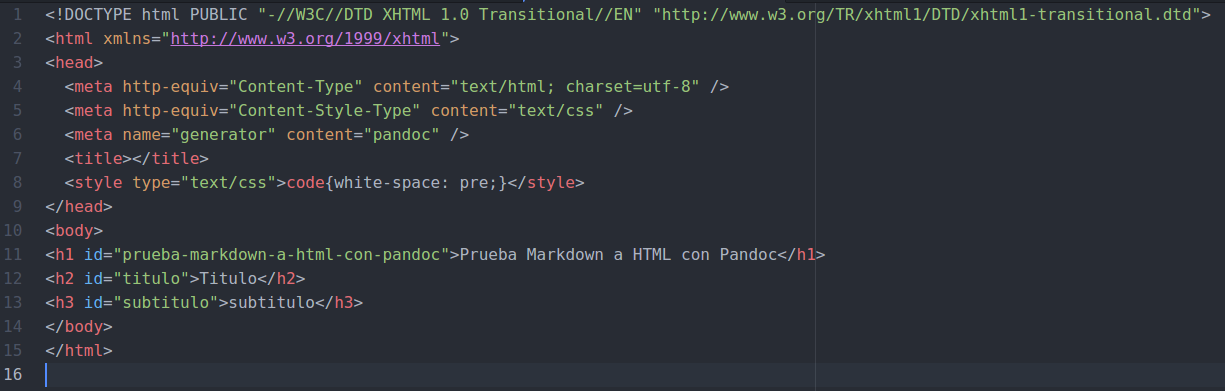 1 <!DOCTYPE html PUBLIC "-//W3C//DTD XHTML 1.0 Transitional//EN" "http://www.w3.org/TR/xhtml1/DTD/xhtml1-transitional.dtd">
2 <html xmlns="http://www.w3.org/1999/xhtml">
3 <head>
4   <meta http-equiv="Content-Type" content="text/html; charset=utf-8" />
5   <meta http-equiv="Content-Style-Type" content="text/css" />
6   <meta name="generator" content="pandoc" />
7   <title></title>
8   <style type="text/css">code{white-space: pre;}</style>
9 </head>
10 <body>
11 <h1 id="prueba-markdown-a-html-con-pandoc">Prueba Markdown a HTML con Pandoc</h1>
12 <h2 id="titulo">Titulo</h2>
13 <h3 id="subtitulo">subtitulo</h3>
14 </body>
15 </html>
16